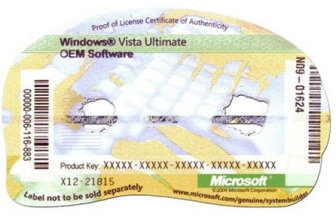 Proof of License Certificate of Authenticity
Windows® Vista Ultimate
OEM Software
00000-006-116-883
N09-01624
Product Key: XXXXX-XXXXX-XXXXX-XXXXX-XXXXX
X12-21815
Microsoft®
©2004 Microsoft Corporation.
Label not to be sold separately
www.microsoft.com/genuine/systembuilder